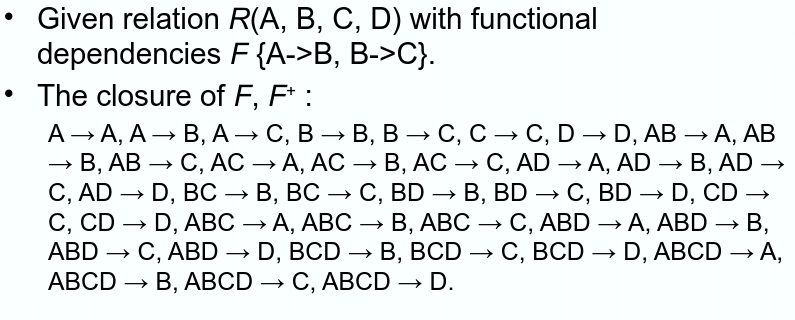 • Given relation R(A, B, C, D) with functional
dependencies F {A->B, B->C}.
• The closure of F, F⁺ :
A → A, A → B, A → C, B → B, B → C, C → C, D → D, AB → A, AB
→ B, AB → C, AC → A, AC → B, AC → C, AD → A, AD → B, AD →
C, AD → D, BC → B, BC → C, BD → B, BD → C, BD → D, CD →
C, CD → D, ABC → A, ABC → B, ABC → C, ABD → A, ABD → B,
ABD → C, ABD → D, BCD → B, BCD → C, BCD → D, ABCD → A,
ABCD → B, ABCD → C, ABCD → D.